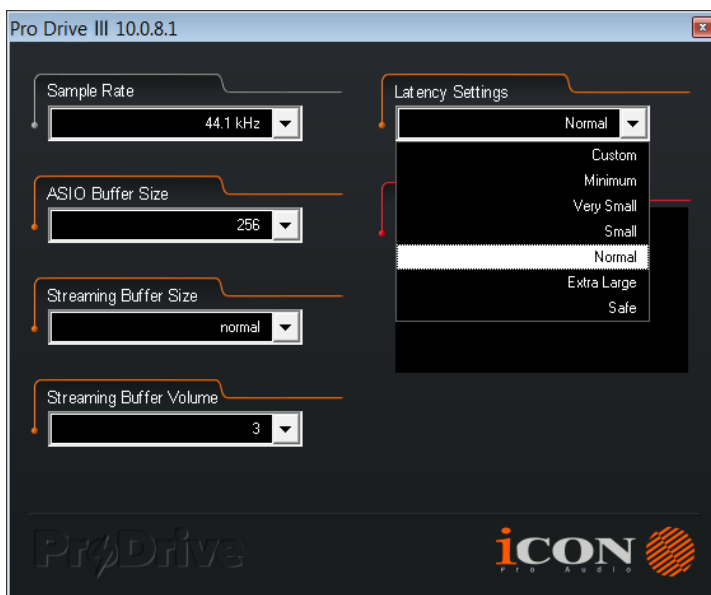 Pro Drive III 10.0.8.1
Sample Rate
44.1 kHz
ASIO Buffer Size
256
Streaming Buffer Size
normal
Streaming Buffer Volume
3
Latency Settings
Normal
Custom
Minimum
Very Small
Small
Normal
Extra Large
Safe
ProDrive
iCON
Pro Audio